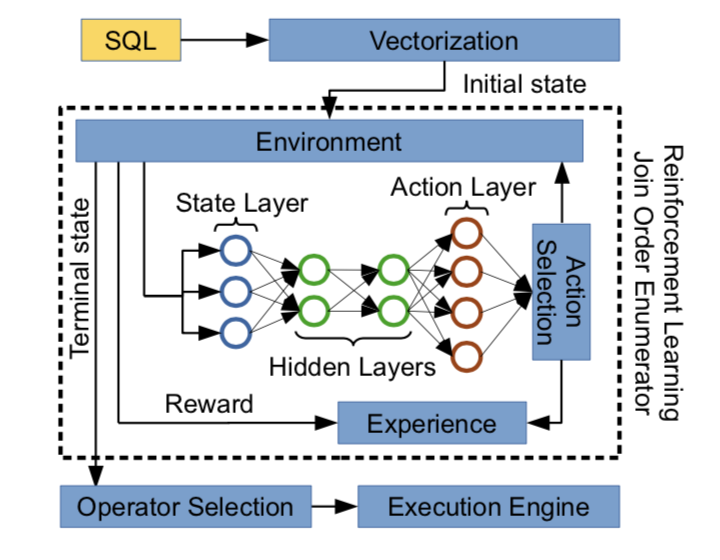 SQL
Vectorization
Initial state
Environment
State Layer
Action Layer
Terminal state
Hidden Layers
Action
Selection
Reward
Experience
Reinforcement Learning
Join Order Enumerator
Operator Selection
Execution Engine